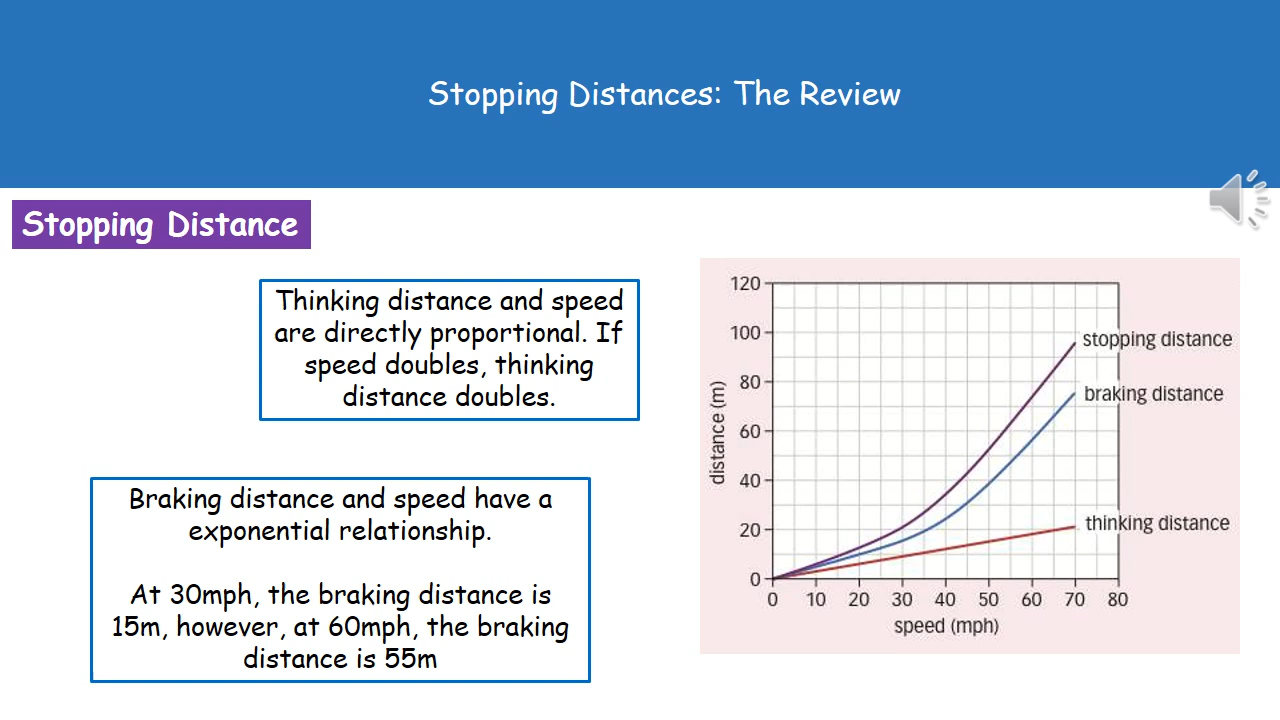 Stopping Distances: The Review
Stopping Distance
Thinking distance and speed
are directly proportional. If
speed doubles, thinking
distance doubles.
Braking distance and speed have a
exponential relationship.
At 30mph, the braking distance is
15m, however, at 60mph, the braking
distance is 55m
120
100
80
60
40
20
0
distance (m)
stopping distance
braking distance
thinking distance
0 10 20 30 40 50 60 70 80
speed (mph)